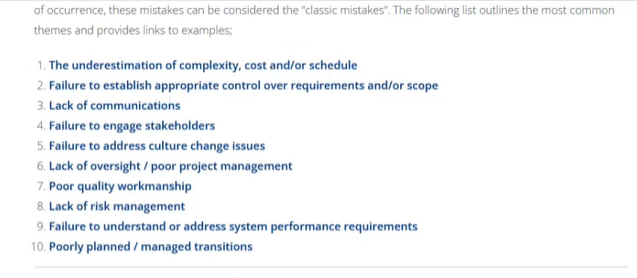 of occurrence, these mistakes can be considered the "classic mistakes". The following list outlines the most common
themes and provides links to examples;
1. The underestimation of complexity, cost and/or schedule
2. Failure to establish appropriate control over requirements and/or scope
3. Lack of communications
4. Failure to engage stakeholders
5. Failure to address culture change issues
6. Lack of oversight / poor project management
7. Poor quality workmanship
8. Lack of risk management
9. Failure to understand or address system performance requirements
10. Poorly planned / managed transitions